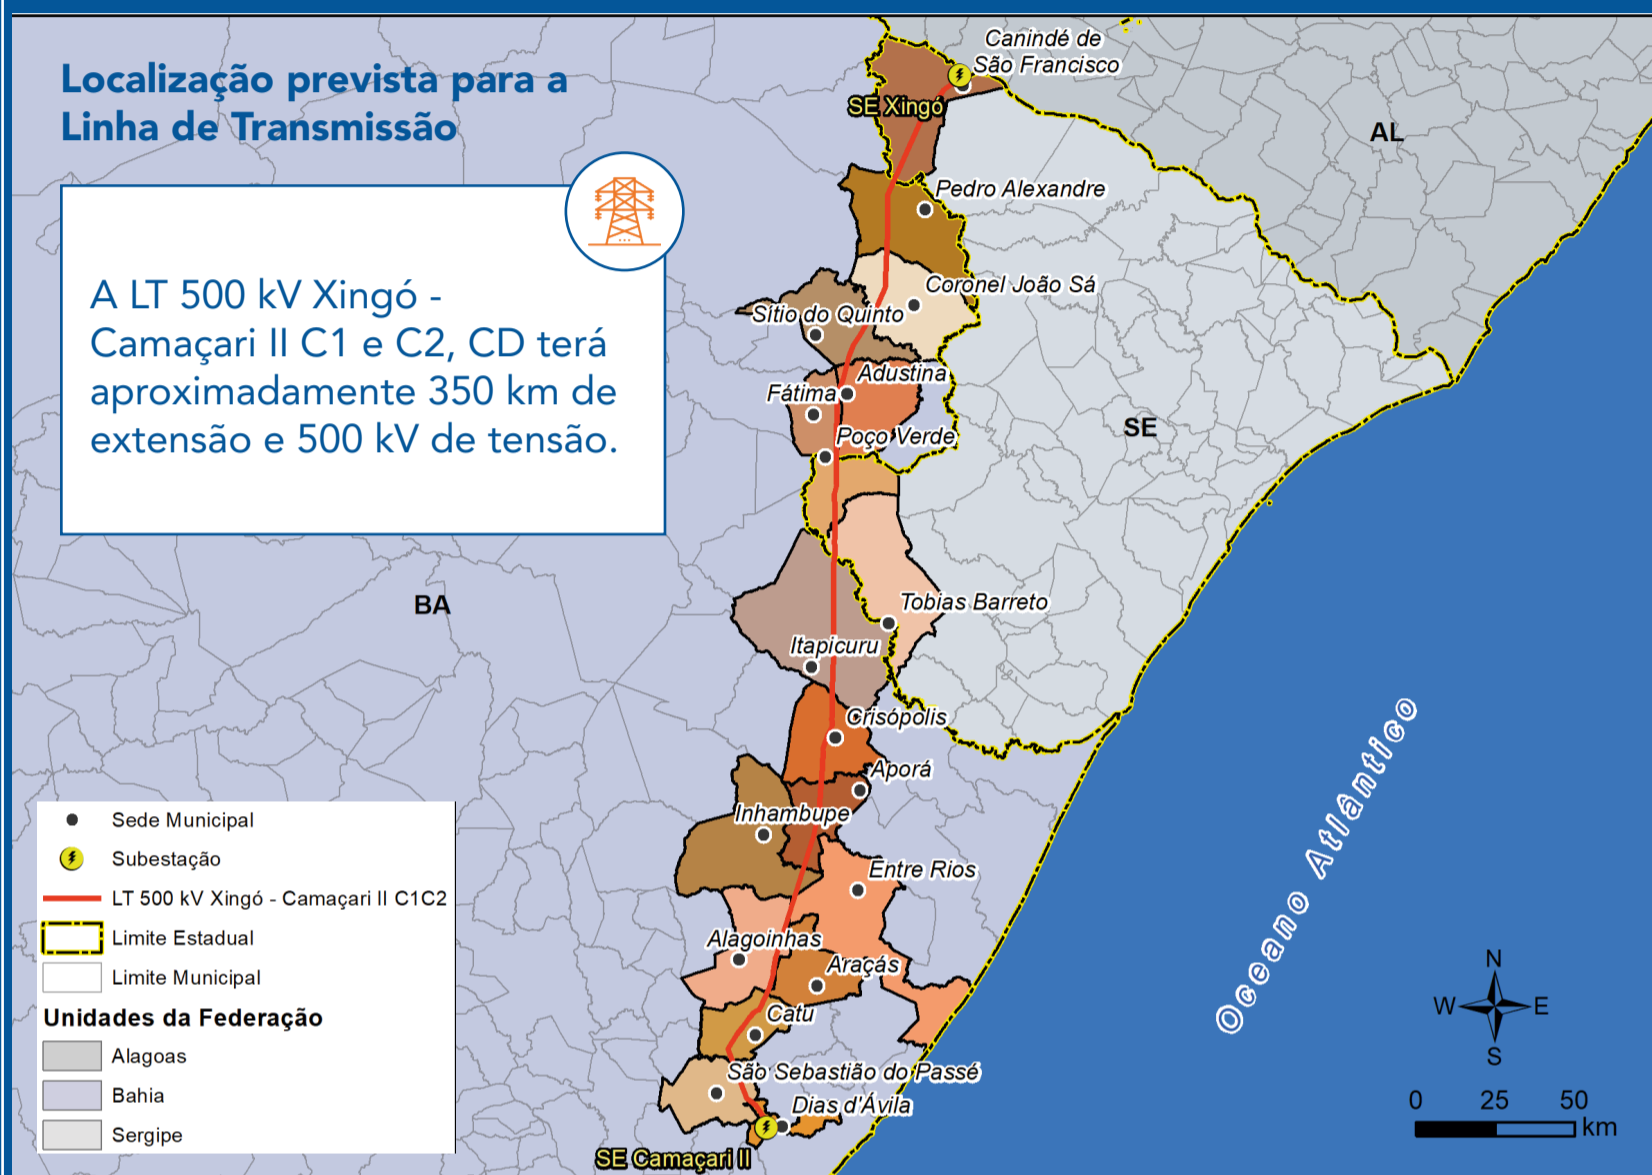 Localização prevista para a
Linha de Transmissão
A LT 500 kV Xingó -
Camaçari II C1 e C2, CD terá
aproximadamente 350 km de
extensão e 500 kV de tensão.
Canindé de
São Francisco
SE Xingó
AL
Pedro Alexandre
Coronel João Sá
Sítio do Quinto
Adustina
Fátima
Poço Verde
SE
BA
Tobias Barreto
Itapicuru
Crisópolis
Aporá
Inhambupe
Entre Rios
Alagoinhas
Araçás
Catu
São Sebastião do Passé
Dias d'Ávila
SE Camaçari II
Oceano Atlântico
Sede Municipal
Subestação
LT 500 kV Xingó - Camaçari II C1C2
Limite Estadual
Limite Municipal
Unidades da Federação
Alagoas
Bahia
Sergipe
N
W
E
S
0 25 50
km